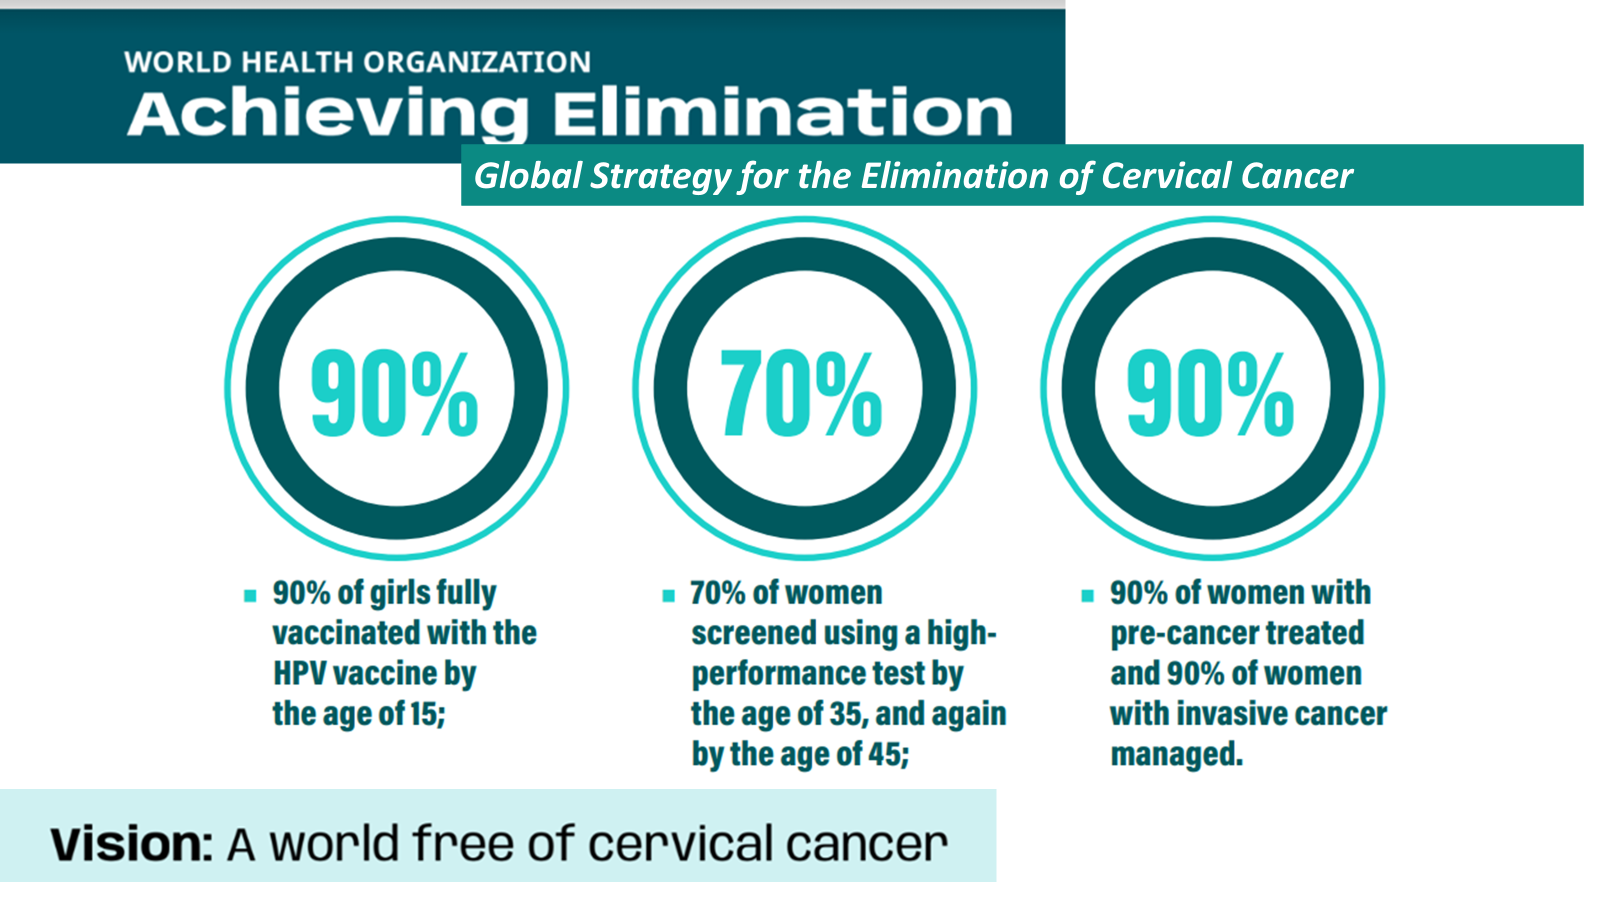 WORLD HEALTH ORGANIZATION
Achieving Elimination
Global Strategy for the Elimination of Cervical Cancer
90%
70%
90%
▪ 90% of girls fully
vaccinated with the
HPV vaccine by
the age of 15;
▪ 70% of women
screened using a high-
performance test by
the age of 35, and again
by the age of 45;
▪ 90% of women with
pre-cancer treated
and 90% of women
with invasive cancer
managed.
Vision: A world free of cervical cancer